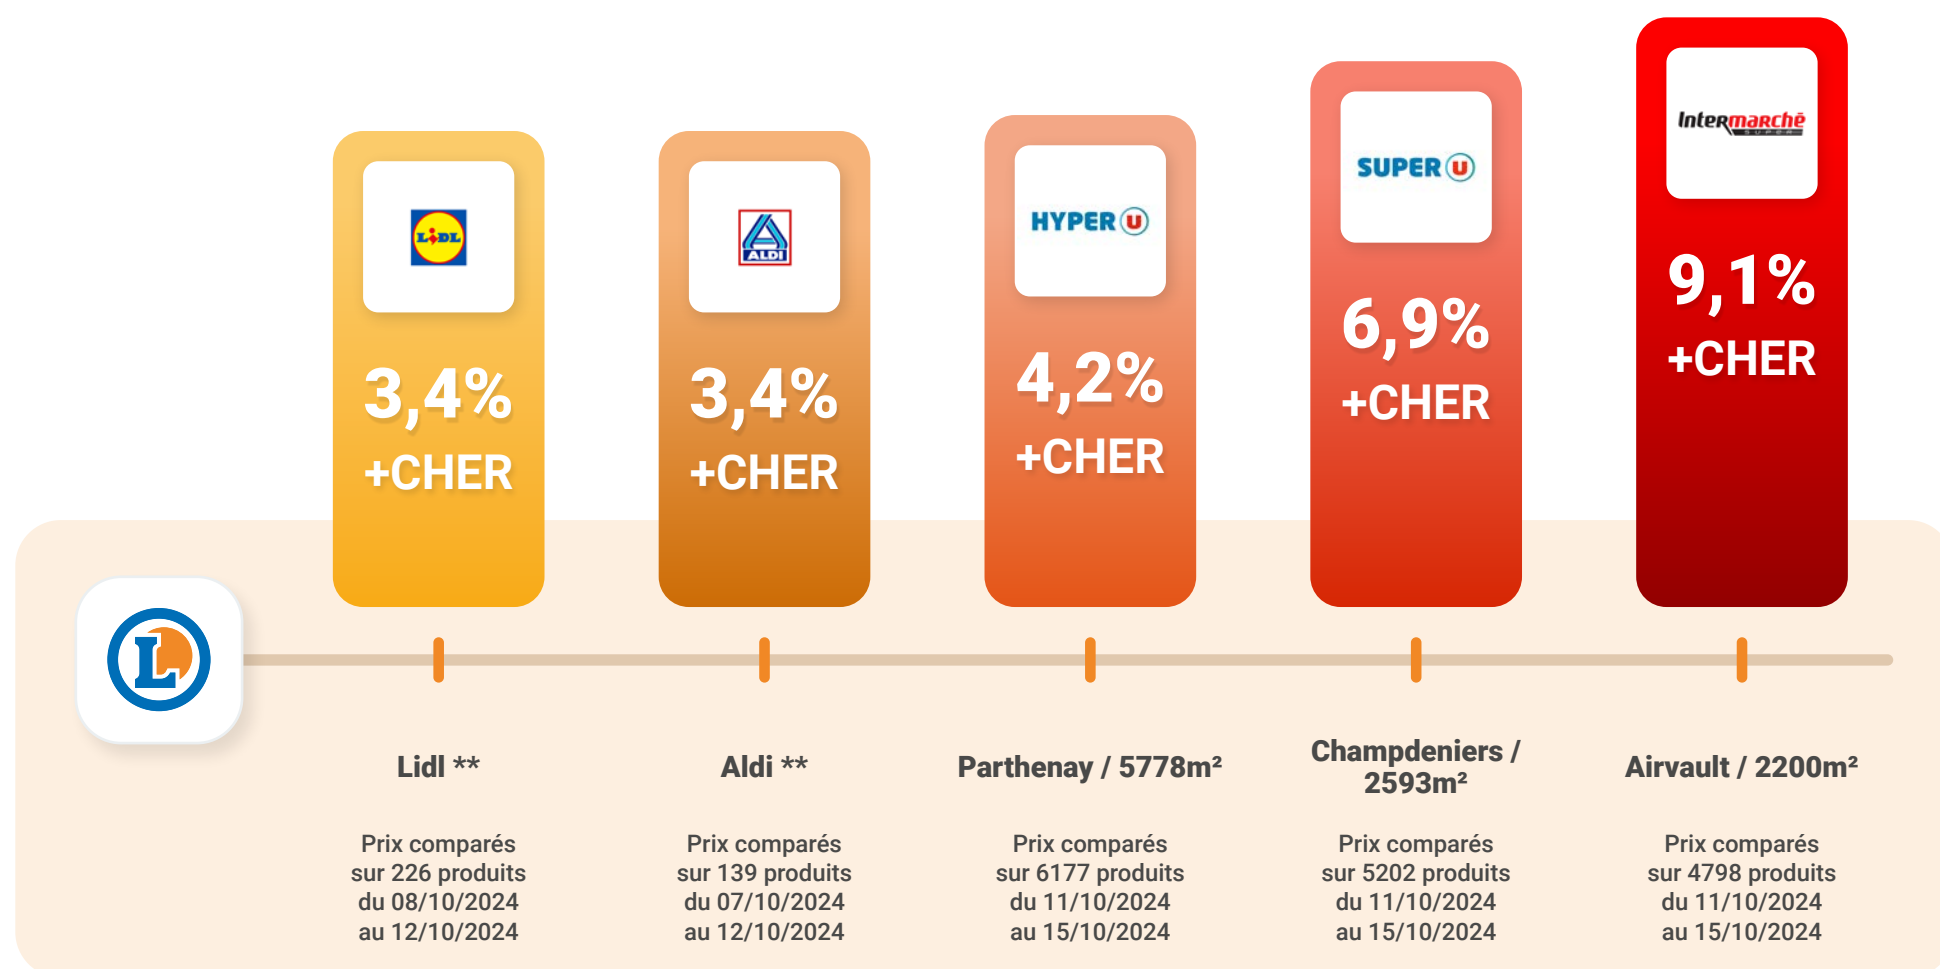 LIDL
3,4%
+CHER
ALDI
3,4%
+CHER
HYPER U
4,2%
+CHER
SUPER U
6,9%
+CHER
Intermarchē
SUPER
9,1%
+CHER
L
Lidl **
Prix comparés
sur 226 produits
du 08/10/2024
au 12/10/2024
Aldi **
Prix comparés
sur 139 produits
du 07/10/2024
au 12/10/2024
Parthenay / 5778m²
Prix comparés
sur 6177 produits
du 11/10/2024
au 15/10/2024
Champdeniers /
2593m²
Prix comparés
sur 5202 produits
du 11/10/2024
au 15/10/2024
Airvault / 2200m²
Prix comparés
sur 4798 produits
du 11/10/2024
au 15/10/2024